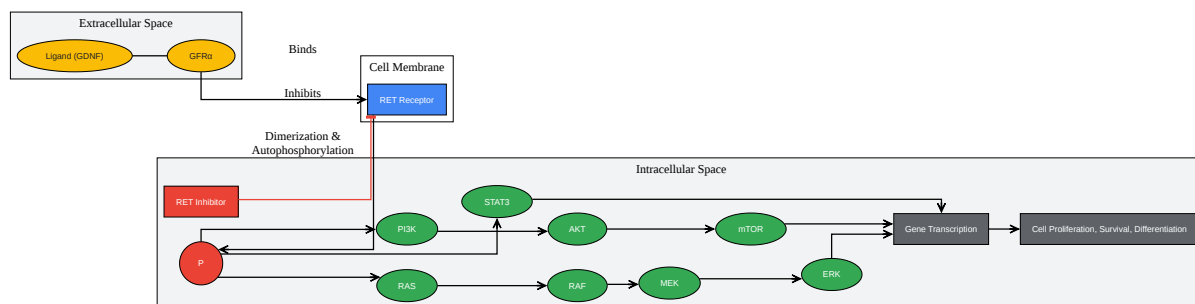 Extracellular Space
Ligand (GDNF)
GFRα
Binds
Cell Membrane
RET Receptor
Inhibits
Dimerization &
Autophosphorylation
Intracellular Space
RET Inhibitor
STAT3
PI3K
AKT
mTOR
Gene Transcription
Cell Proliferation, Survival, Differentiation
P
RAS
RAF
MEK
ERK